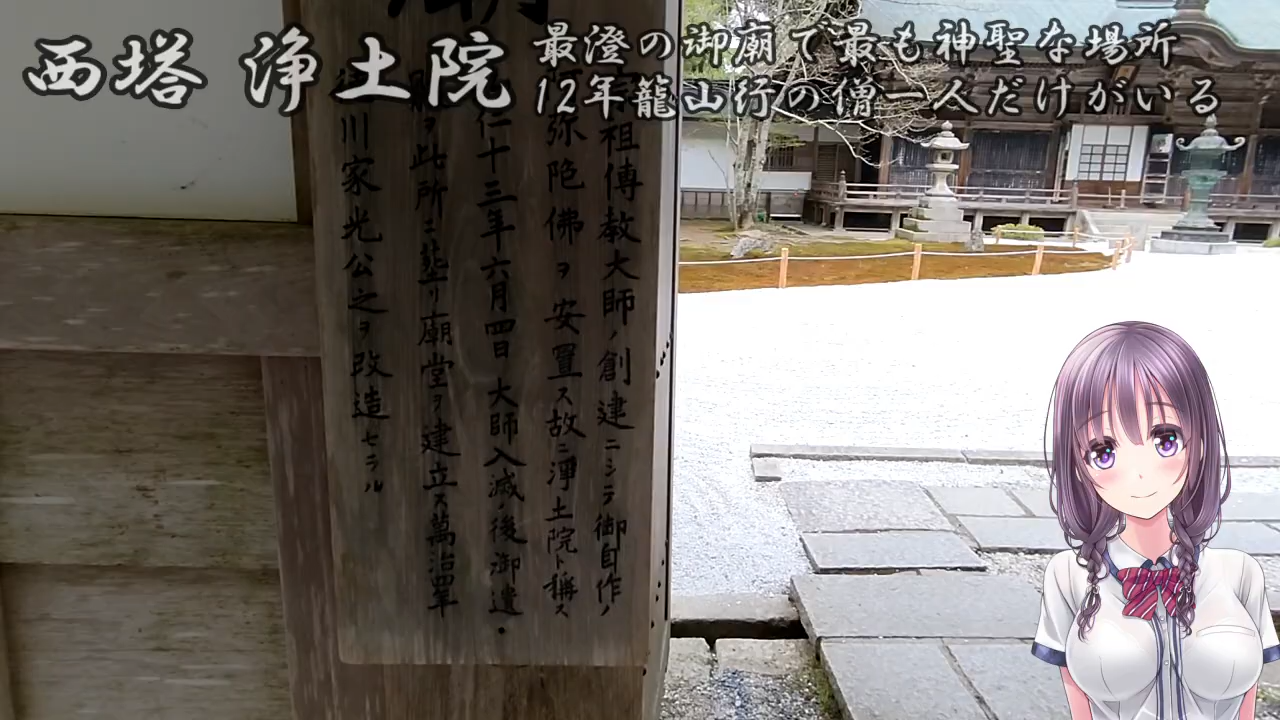 西塔 浄土院
最澄の御廟で最も神聖な場所
12年龍山行の僧一人だけがいる
宗祖傳教大師ノ創建ニシテ御自作ノ
弥陀佛ヲ安置ス故ニ淨土院ト稱ス
仁十三年六月四日大師入滅ノ後御遺
ヲ此所ニ塟リ廟堂ヲ建立ス萬治四年
川家光公之ヲ改造セラル